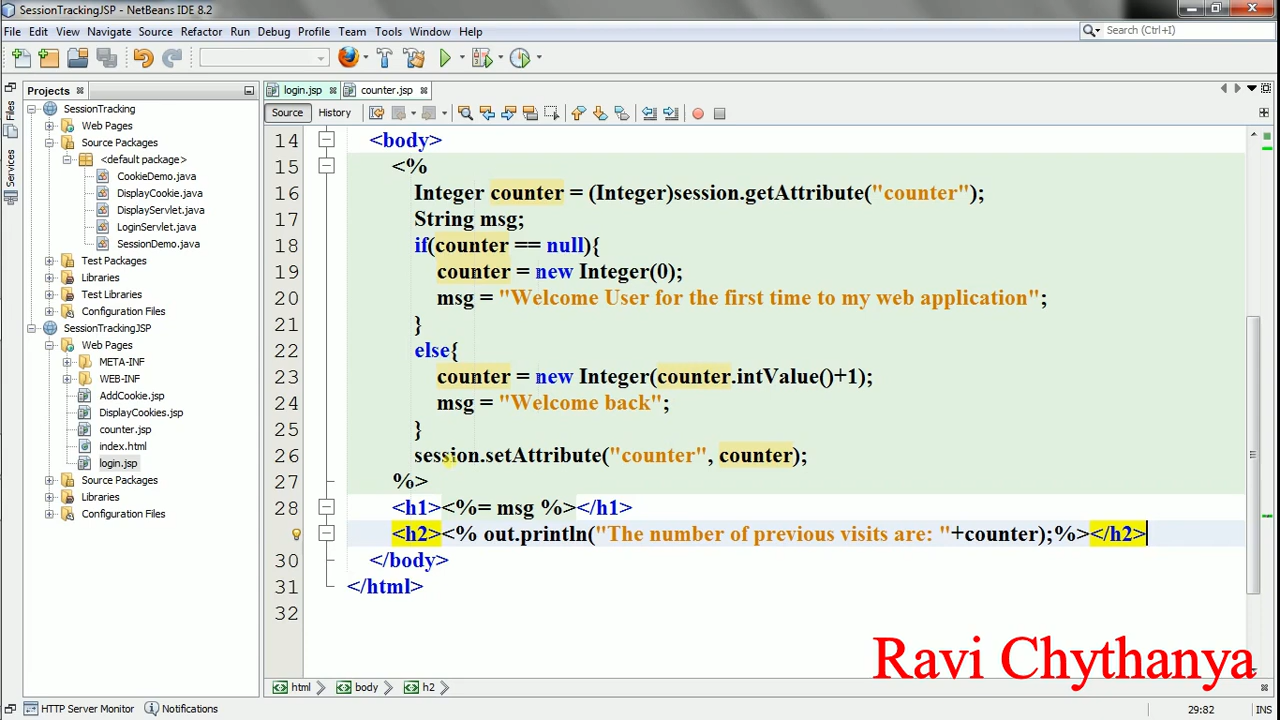 SessionTrackingJSP - NetBeans IDE 8.2
File Edit View Navigate Source Refactor Run Debug Profile Team Tools Window Help
Search (Ctrl+I)
Projects
login.jsp
counter.jsp
Files
Services
Source
History
SessionTracking
Web Pages
Source Packages
<default package>
CookieDemo.java
DisplayCookie.java
DisplayServlet.java
LoginServlet.java
SessionDemo.java
Test Packages
Libraries
Test Libraries
Configuration Files
SessionTrackingJSP
Web Pages
META-INF
WEB-INF
AddCookie.jsp
DisplayCookies.jsp
counter.jsp
index.html
login.jsp
Source Packages
Libraries
Configuration Files
14 <body>
15 <%
16 Integer counter = (Integer)session.getAttribute("counter");
17 String msg;
18 if(counter == null){
19 counter = new Integer(0);
20 msg = "Welcome User for the first time to my web application";
21 }
22 else{
23 counter = new Integer(counter.intValue()+1);
24 msg = "Welcome back";
25 }
26 session.setAttribute("counter", counter);
27 %>
28 <h1><%= msg %></h1>
<h2><% out.println("The number of previous visits are: "+counter);%></h2>
30 </body>
31 </html>
32
Ravi Chythanya
html body h2
HTTP Server Monitor
Notifications
29:82
INS